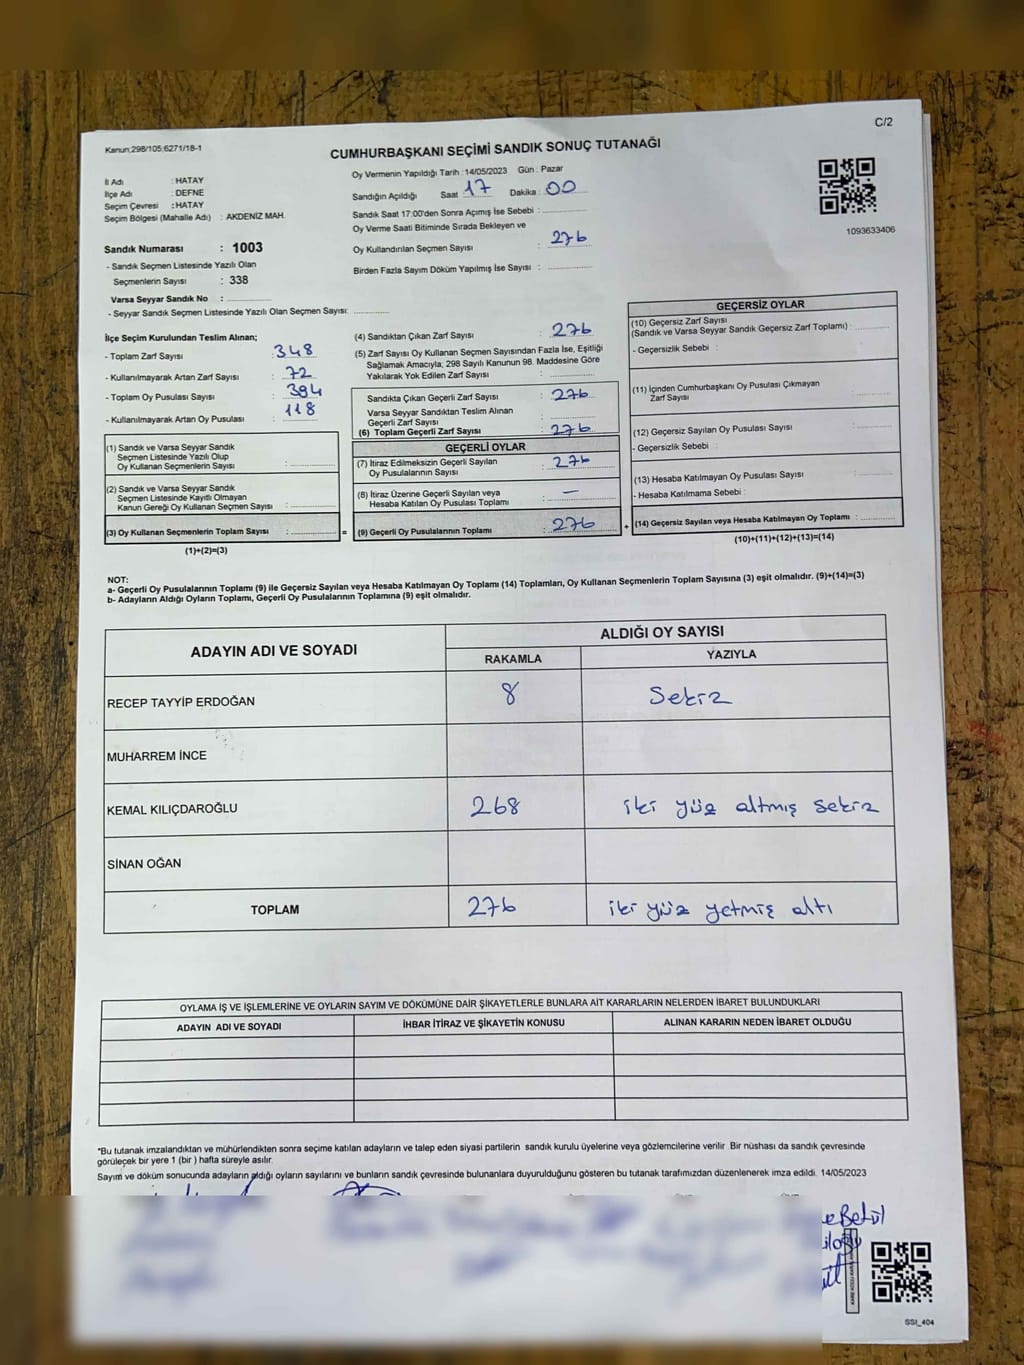 C/2
Kanun:298/105:6271/18-1
CUMHURBAŞKANI SEÇİMİ SANDIK SONUÇ TUTANAĞI
İl Adı : HATAY
İlçe Adı : DEFNE
Seçim Çevresi : HATAY
Seçim Bölgesi (Mahalle Adı) : AKDENİZ MAH.
Sandık Numarası : 1003
- Sandık Seçmen Listesinde Yazılı Olan
Seçmenlerin Sayısı : 338
Varsa Seyyar Sandık No :
- Seyyar Sandık Seçmen Listesinde Yazılı Olan Seçmen Sayısı:
Oy Vermenin Yapıldığı Tarih : 14/05/2023 Gün : Pazar
Sandığın Açıldığı Saat 17 Dakika : 00
Sandık Saat 17:00'den Sonra Açımış İse Sebebi :
Oy Verme Saati Bitiminde Sırada Bekleyen ve
Oy Kullandırılan Seçmen Sayısı : 276
Birden Fazla Sayım Döküm Yapılmış İse Sayısı :
1093633406
İlçe Seçim Kurulundan Teslim Alınan;
- Toplam Zarf Sayısı : 348
- Kullanılmayarak Artan Zarf Sayısı : 72
- Toplam Oy Pusulası Sayısı : 394
- Kullanılmayarak Artan Oy Pusulası : 118
(1) Sandık ve Varsa Seyyar Sandık
Seçmen Listesinde Yazılı Olup
Oy Kullanan Seçmenlerin Sayısı :
(2) Sandık ve Varsa Seyyar Sandık
Seçmen Listesinde Kayıtlı Olmayan
Kanun Gereği Oy Kullanan Seçmen Sayısı :
(3) Oy Kullanan Seçmenlerin Toplam Sayısı : =
(1)+(2)=(3)
(4) Sandıktan Çıkan Zarf Sayısı : 276
(5) Zarf Sayısı Oy Kullanan Seçmen Sayısından Fazla İse, Eşitliği
Sağlamak Amacıyla, 298 Sayılı Kanunun 98. Maddesine Göre
Yakılarak Yok Edilen Zarf Sayısı :
Sandıkta Çıkan Geçerli Zarf Sayısı : 276
Varsa Seyyar Sandıktan Teslim Alınan
Geçerli Zarf Sayısı :
(6) Toplam Geçerli Zarf Sayısı : 276
GEÇERLİ OYLAR
(7) İtiraz Edilmeksizin Geçerli Sayılan
Oy Pusulalarının Sayısı : 276
(8) İtiraz Üzerine Geçerli Sayılan veya
Hesaba Katılan Oy Pusulası Toplamı : —
(9) Geçerli Oy Pusulalarının Toplamı : 276 +
GEÇERSİZ OYLAR
(10) Geçersiz Zarf Sayısı
(Sandık ve Varsa Seyyar Sandık Geçersiz Zarf Toplamı) :
- Geçersizlik Sebebi :
(11) İçinden Cumhurbaşkanı Oy Pusulası Çıkmayan
Zarf Sayısı
(12) Geçersiz Sayılan Oy Pusulası Sayısı :
- Geçersizlik Sebebi :
(13) Hesaba Katılmayan Oy Pusulası Sayısı :
- Hesaba Katılmama Sebebi :
(14) Geçersiz Sayılan veya Hesaba Katılmayan Oy Toplamı :
(10)+(11)+(12)+(13)=(14)
NOT:
a- Geçerli Oy Pusulalarının Toplamı (9) ile Geçersiz Sayılan veya Hesaba Katılmayan Oy Toplamı (14) Toplamları, Oy Kullanan Seçmenlerin Toplam Sayısına (3) eşit olmalıdır. (9)+(14)=(3)
b- Adayların Aldığı Oyların Toplamı, Geçerli Oy Pusulalarının Toplamına (9) eşit olmalıdır.
ADAYIN ADI VE SOYADI ALDIĞI OY SAYISI
RAKAMLA YAZIYLA
RECEP TAYYİP ERDOĞAN 8 Sekiz
MUHARREM İNCE
KEMAL KILIÇDAROĞLU 268 iki yüz altmış sekiz
SİNAN OĞAN
TOPLAM 276 iki yüz yetmiş altı
OYLAMA İŞ VE İŞLEMLERİNE VE OYLARIN SAYIM VE DÖKÜMÜNE DAİR ŞİKAYETLERLE BUNLARA AİT KARARLARIN NELERDEN İBARET BULUNDUKLARI
ADAYIN ADI VE SOYADI İHBAR İTİRAZ VE ŞİKAYETİN KONUSU ALINAN KARARIN NEDEN İBARET OLDUĞU
*Bu tutanak imzalandıktan ve mühürlendikten sonra seçime katılan adayların ve talep eden siyasi partilerin sandık kurulu üyelerine veya gözlemcilerine verilir. Bir nüshası da sandık çevresinde
görülecek bir yere 1 (bir ) hafta süreyle asılır.
Sayım ve döküm sonucunda adayların aldığı oyların sayılarını ve bunların sandık çevresinde bulunanlara duyurulduğunu gösteren bu tutanak tarafımızdan düzenlenerek imza edildi. 14/05/2023
Betül
SSI_404